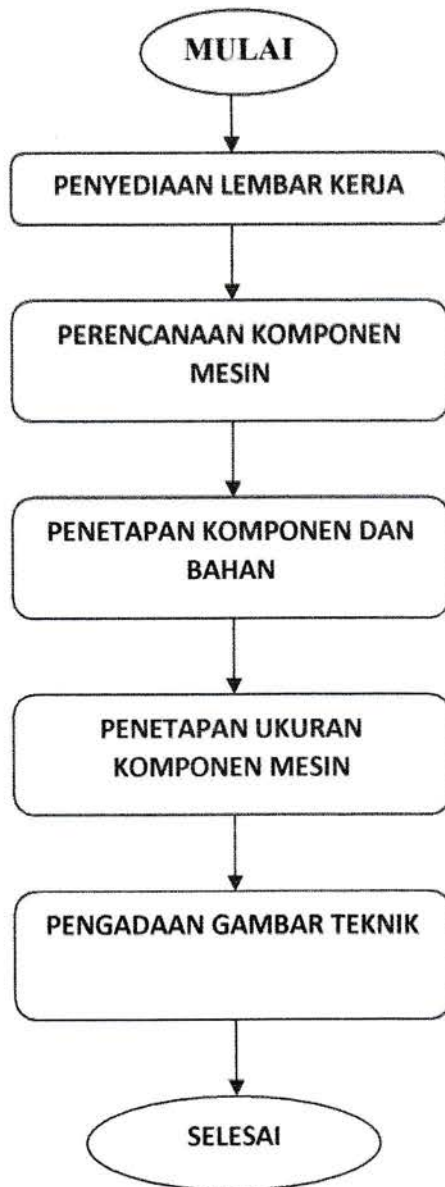 MULAI
PENYEDIAAN LEMBAR KERJA
PERENCANAAN KOMPONEN
MESIN
PENETAPAN KOMPONEN DAN
BAHAN
PENETAPAN UKURAN
KOMPONEN MESIN
PENGADAAN GAMBAR TEKNIK
SELESAI